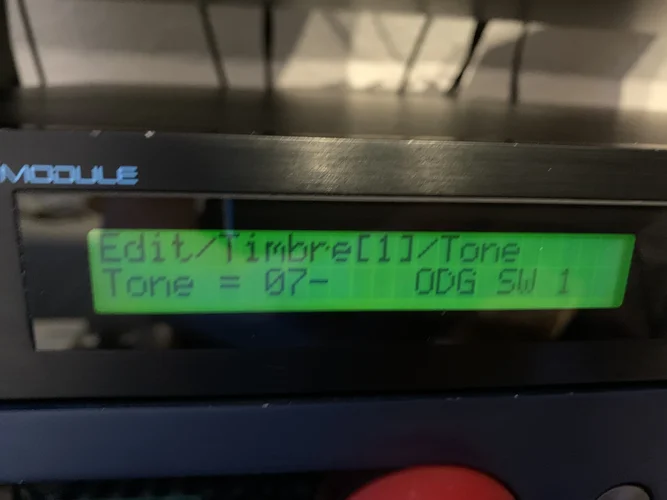 MODULE
Edit/Timbre[1]/Tone
Tone = 07- ODG SW 1